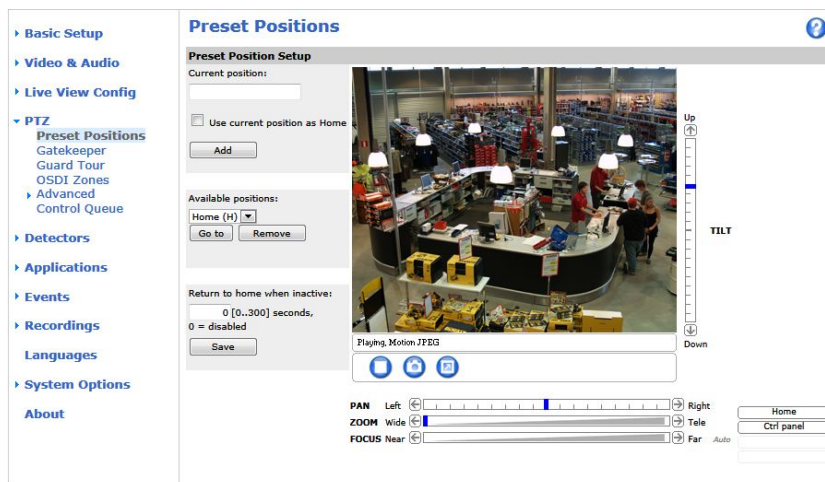 Basic Setup
Video & Audio
Live View Config
PTZ
Preset Positions
Gatekeeper
Guard Tour
OSDI Zones
Advanced
Control Queue
Detectors
Applications
Events
Recordings
Languages
System Options
About
Preset Positions
?
Preset Position Setup
Current position:
Use current position as Home
Add
Available positions:
Home (H)
Go to
Remove
Return to home when inactive:
0 [0..300] seconds,
0 = disabled
Save
Playing, Motion JPEG
Up
TILT
Down
PAN Left Right
ZOOM Wide Tele
FOCUS Near Far Auto
Home
Ctrl panel